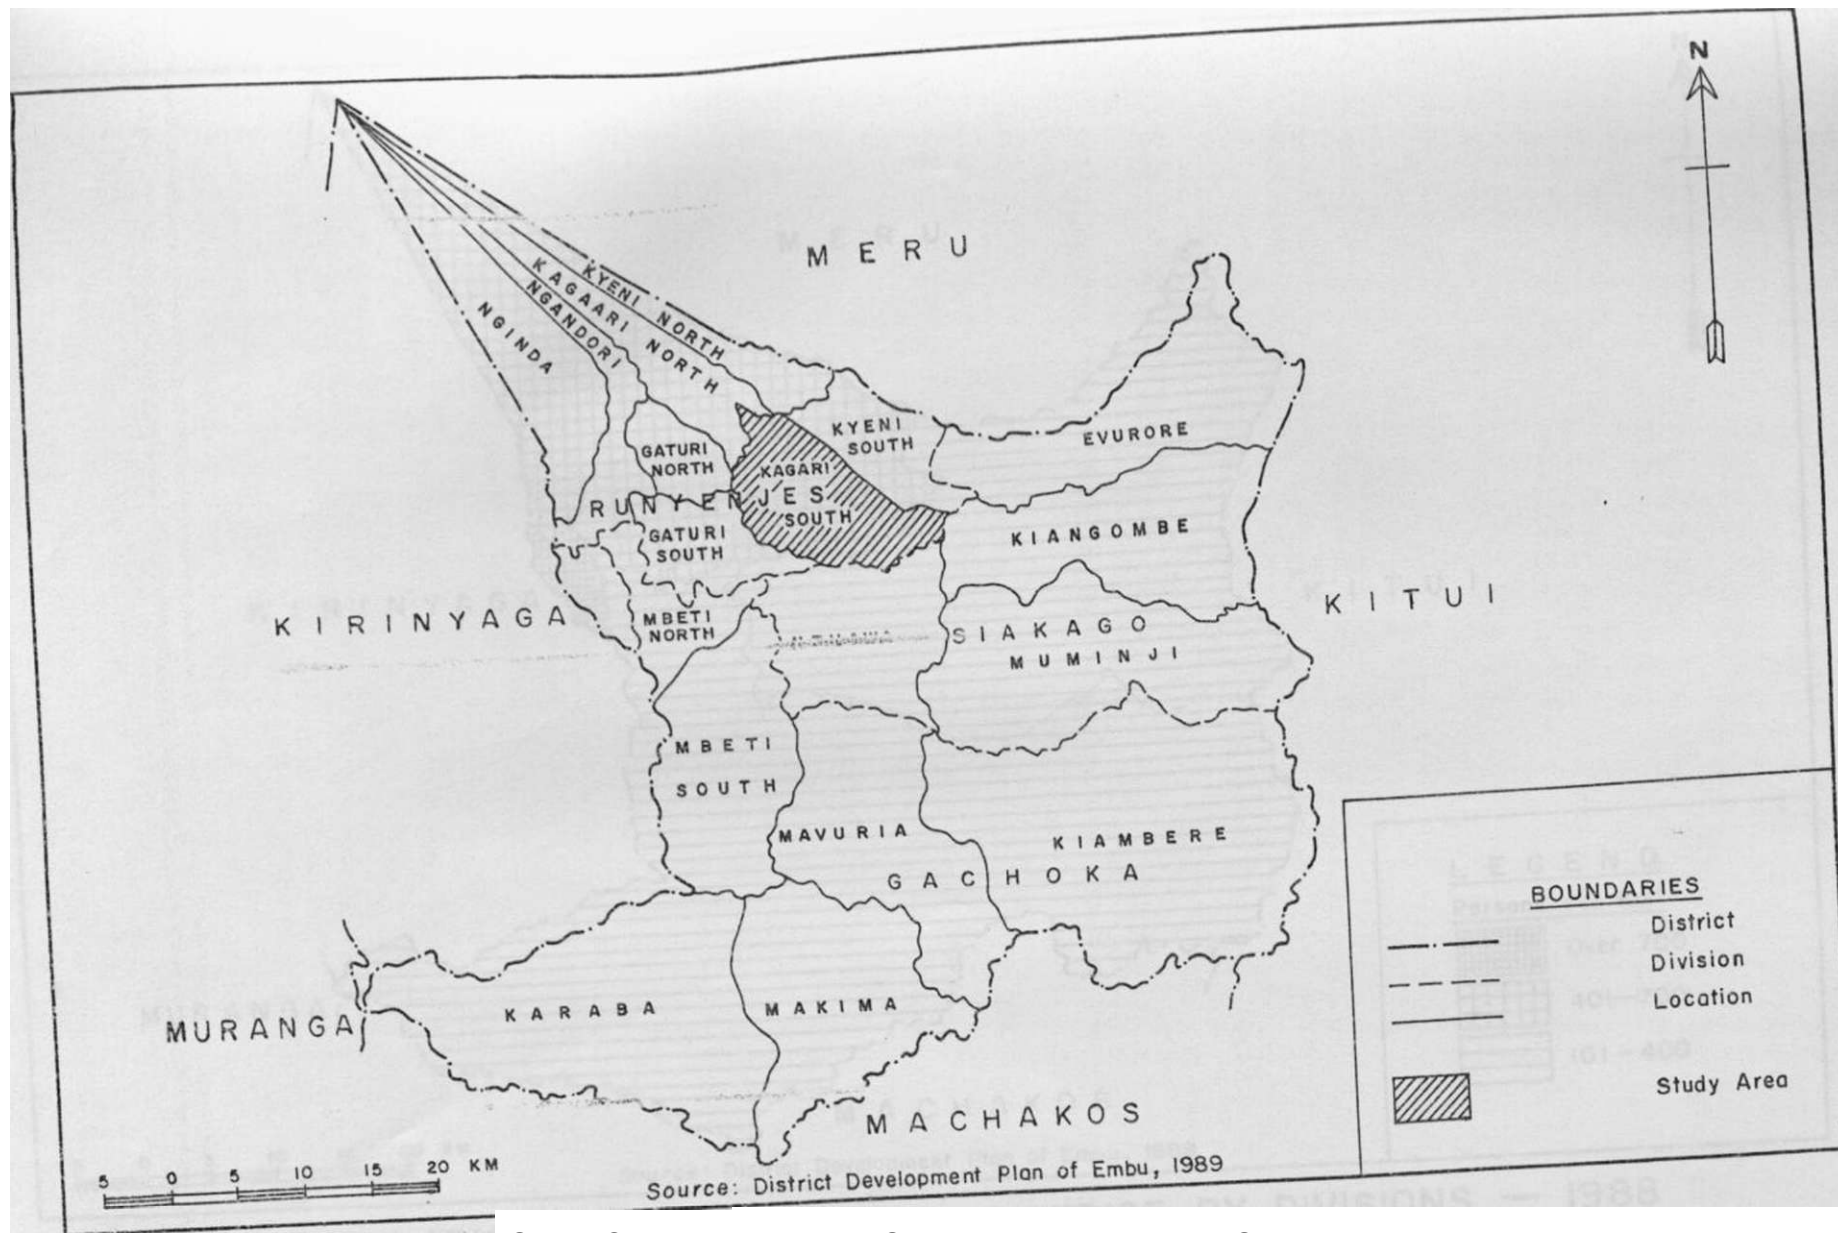 N
MERU
KYENI NORTH
KAGAARI NORTH
NGANDORI
NGINDA
KYENI
SOUTH
EVURORE
GATURI
NORTH
KAGARI
SOUTH
RUNYENJES
GATURI
SOUTH
KIANGOMBE
KITUI
KIRINYAGA
MBETI
NORTH
SIAKAGO
MUMINJI
MBETI
SOUTH
MAVURIA
KIAMBERE
GACHOKA
BOUNDARIES
District
Division
Location
Study Area
KARABA
MAKIMA
MURANGA
MACHAKOS
5 0 5 10 15 20 KM
Source: District Development Plan of Embu, 1989